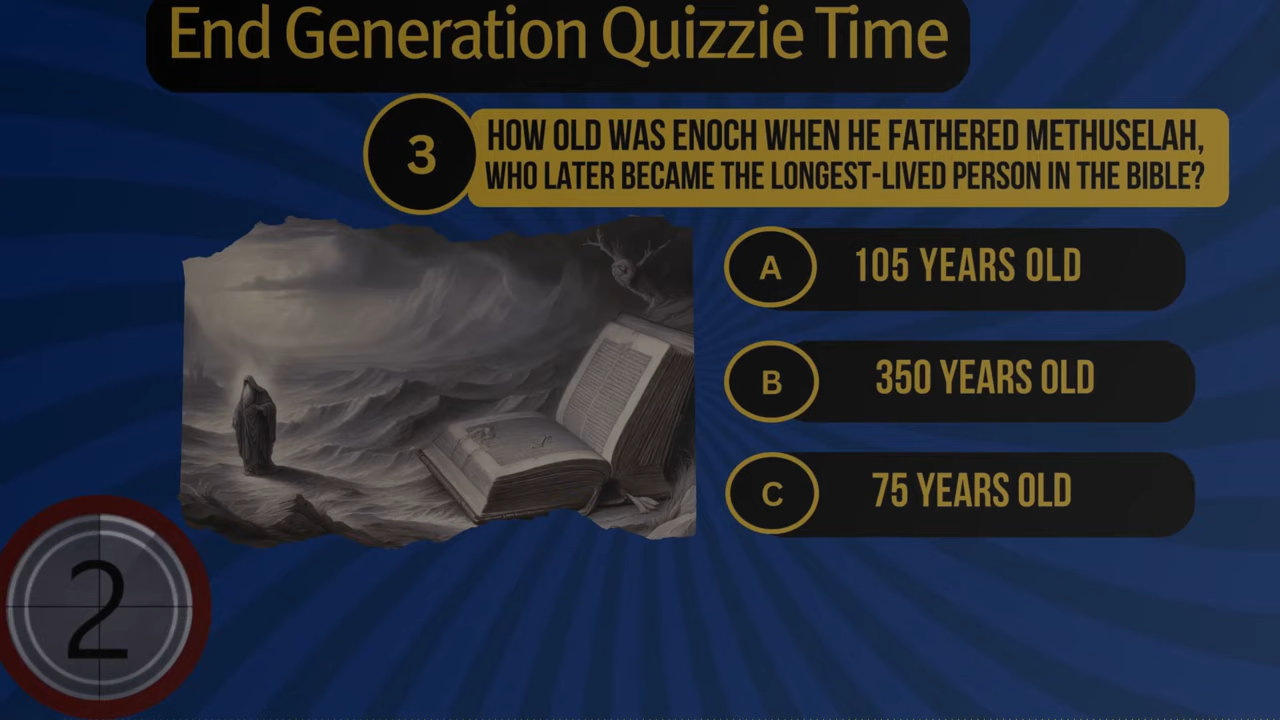 End Generation Quizzie Time
3
HOW OLD WAS ENOCH WHEN HE FATHERED METHUSELAH,
WHO LATER BECAME THE LONGEST-LIVED PERSON IN THE BIBLE?
A 105 YEARS OLD
B 350 YEARS OLD
C 75 YEARS OLD
2